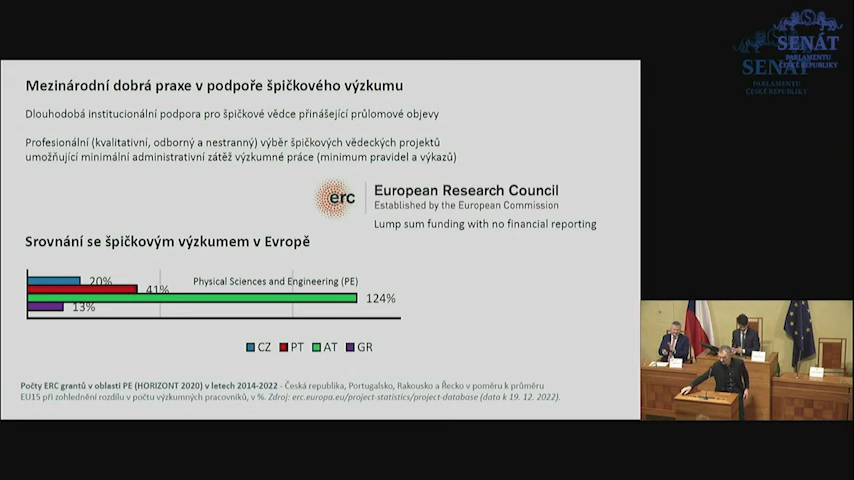 SENÁT
PARLAMENTU
ČESKÉ REPUBLIKY
SENÁT
PARLAMENTU
ČESKÉ REPUBLIKY
Mezinárodní dobrá praxe v podpoře špičkového výzkumu
Dlouhodobá institucionální podpora pro špičkové vědce přinášející průlomové objevy
Profesionální (kvalitativní, odborný a nestranný) výběr špičkových vědeckých projektů
umožňující minimální administrativní zátěž výzkumné práce (minimum pravidel a výkazů)
erc
European Research Council
Established by the European Commission
Lump sum funding with no financial reporting
Srovnání se špičkovým výzkumem v Evropě
Physical Sciences and Engineering (PE)
20%
41%
124%
13%
CZ PT AT GR
Počty ERC grantů v oblasti PE (HORIZONT 2020) v letech 2014-2022 - Česká republika, Portugalsko, Rakousko a Řecko v poměru k průměru
EU15 při zohlednění rozdílu v počtu výzkumných pracovníků, v %. Zdroj: erc.europa.eu/project-statistics/project-database (data k 19. 12. 2022).